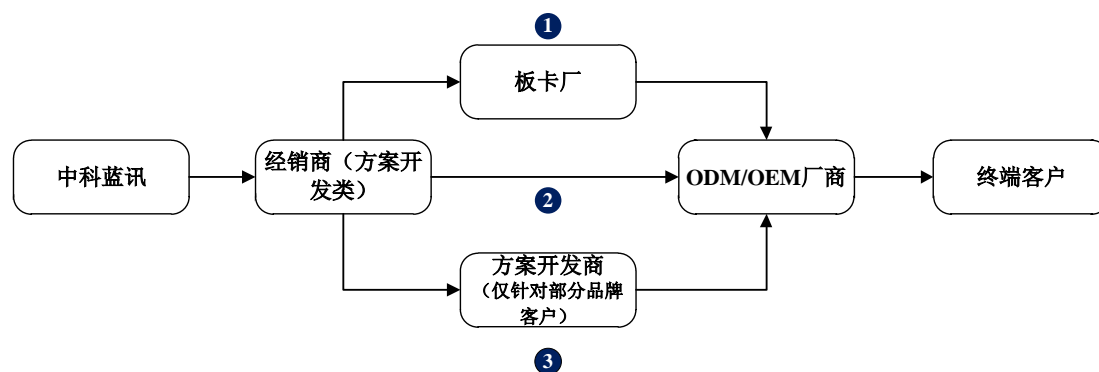 1
板卡厂
中科蓝讯
经销商（方案开
发类）
2
ODM/OEM厂商
终端客户
方案开发商
（仅针对部分品牌
客户）
3